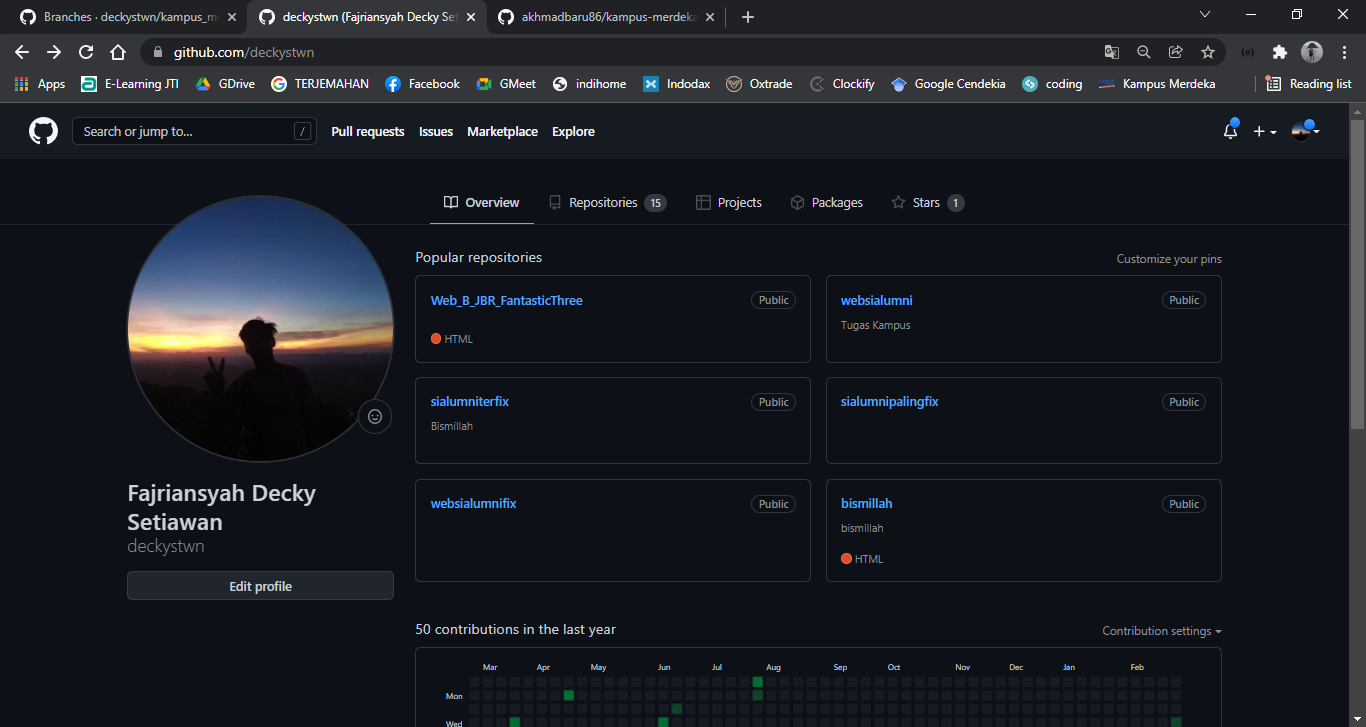 Branches · deckystwn/kampus_m
deckystwn (Fajriansyah Decky Set
akhmadbaru86/kampus-merdeka
github.com/deckystwn
Apps
E-Learning JTI
GDrive
TERJEMAHAN
Facebook
GMeet
indihome
Indodax
Oxtrade
Clockify
Google Cendekia
coding
Kampus Merdeka
Reading list
Search or jump to...
/
Pull requests
Issues
Marketplace
Explore
Overview
Repositories 15
Projects
Packages
Stars 1
Popular repositories
Customize your pins
Web_B_JBR_FantasticThree
Public
HTML
websialumni
Public
Tugas Kampus
sialumniterfix
Public
Bismillah
sialumnipalingfix
Public
websialumnifix
Public
bismillah
Public
bismillah
HTML
Fajriansyah Decky
Setiawan
deckystwn
Edit profile
50 contributions in the last year
Contribution settings
Mar Apr May Jun Jul Aug Sep Oct Nov Dec Jan Feb
Mon
Wed